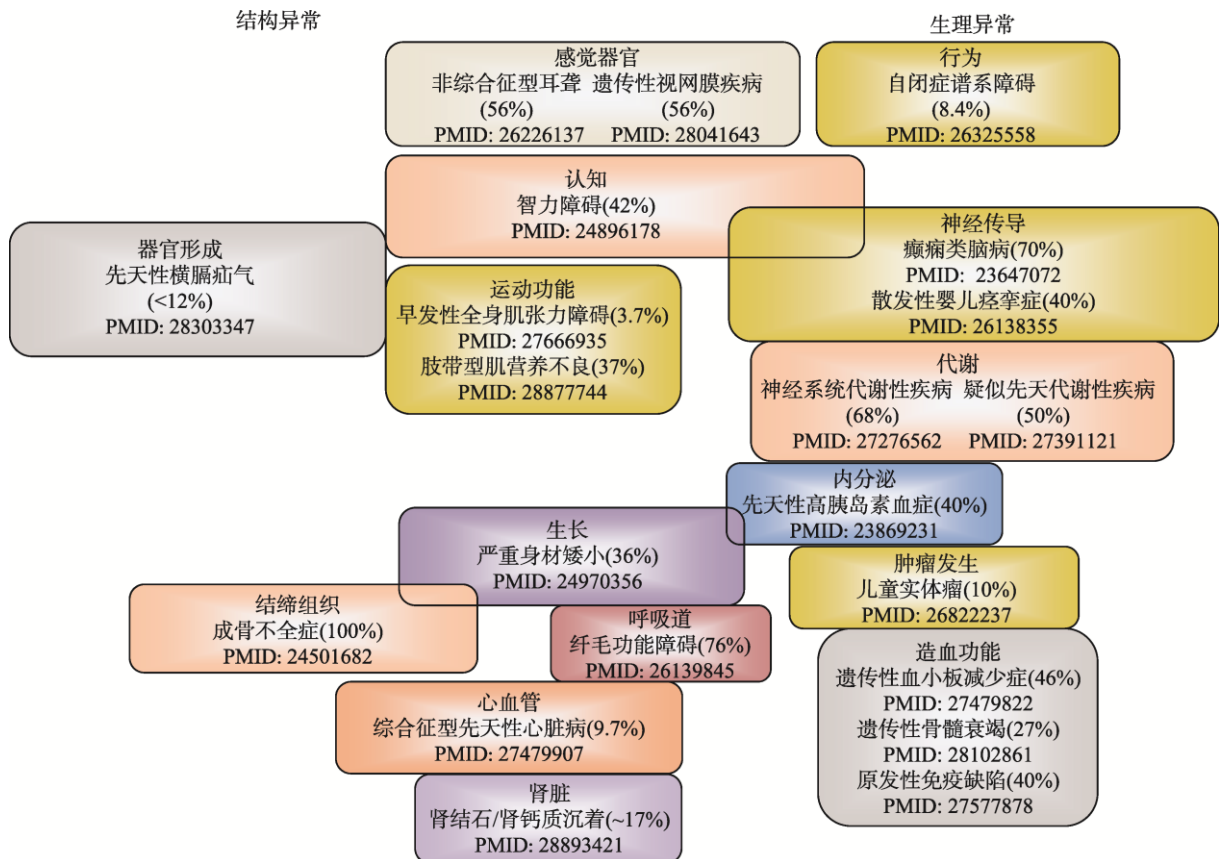 结构异常
生理异常
感觉器官
非综合征型耳聋 遗传性视网膜疾病
(56%) (56%)
PMID: 26226137 PMID: 28041643
行为
自闭症谱系障碍
(8.4%)
PMID: 26325558
认知
智力障碍(42%)
PMID: 24896178
神经传导
癫痫类脑病(70%)
PMID: 23647072
散发性婴儿痉挛症(40%)
PMID: 26138355
器官形成
先天性横膈疝气
(<12%)
PMID: 28303347
运动功能
早发性全身肌张力障碍(3.7%)
PMID: 27666935
肢带型肌营养不良(37%)
PMID: 28877744
代谢
神经系统代谢性疾病 疑似先天代谢性疾病
(68%) (50%)
PMID: 27276562 PMID: 27391121
内分泌
先天性高胰岛素血症(40%)
PMID: 23869231
生长
严重身材矮小(36%)
PMID: 24970356
肿瘤发生
儿童实体瘤(10%)
PMID: 26822237
结缔组织
成骨不全症(100%)
PMID: 24501682
呼吸道
纤毛功能障碍(76%)
PMID: 26139845
造血功能
遗传性血小板减少症(46%)
PMID: 27479822
遗传性骨髓衰竭(27%)
PMID: 28102861
原发性免疫缺陷(40%)
PMID: 27577878
心血管
综合征型先天性心脏病(9.7%)
PMID: 27479907
肾脏
肾结石/肾钙质沉着(~17%)
PMID: 28893421